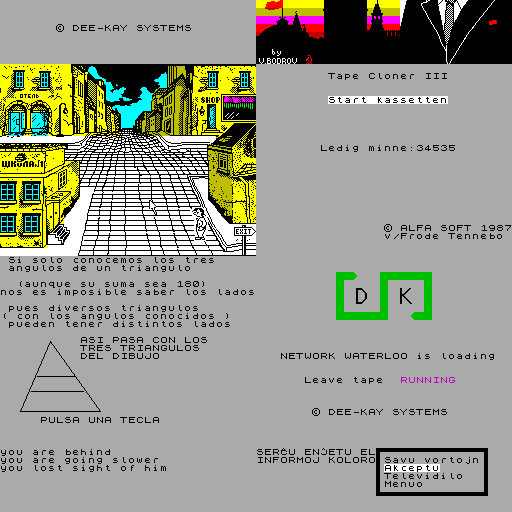 © DEE-KAY SYSTEMS
by
V.BODROV
Tape Cloner III
Start kassetten
Ledig minne:34535
© ALFA SOFT 1987
v/Frode Tennebo
ОТЕЛЬ
SHOP
ШКОЛА
EXIT
Si solo conocemos los tres
angulos de un triangulo
(aunque su suma sea 180)
nos es imposible saber los lados
pues diversos triangulos
( con los angulos conocidos )
pueden tener distintos lados
ASI PASA CON LOS
TRES TRIANGULOS
DEL DIBUJO
PULSA UNA TECLA
D K
NETWORK WATERLOO is loading
Leave tape RUNNING
© DEE-KAY SYSTEMS
you are behind
you are going slower
you lost sight of him
SERĈU ENĴETU EL
INFORMOJ KOLORO
Savu vortojn
Akceptu
Televidilo
Menuo